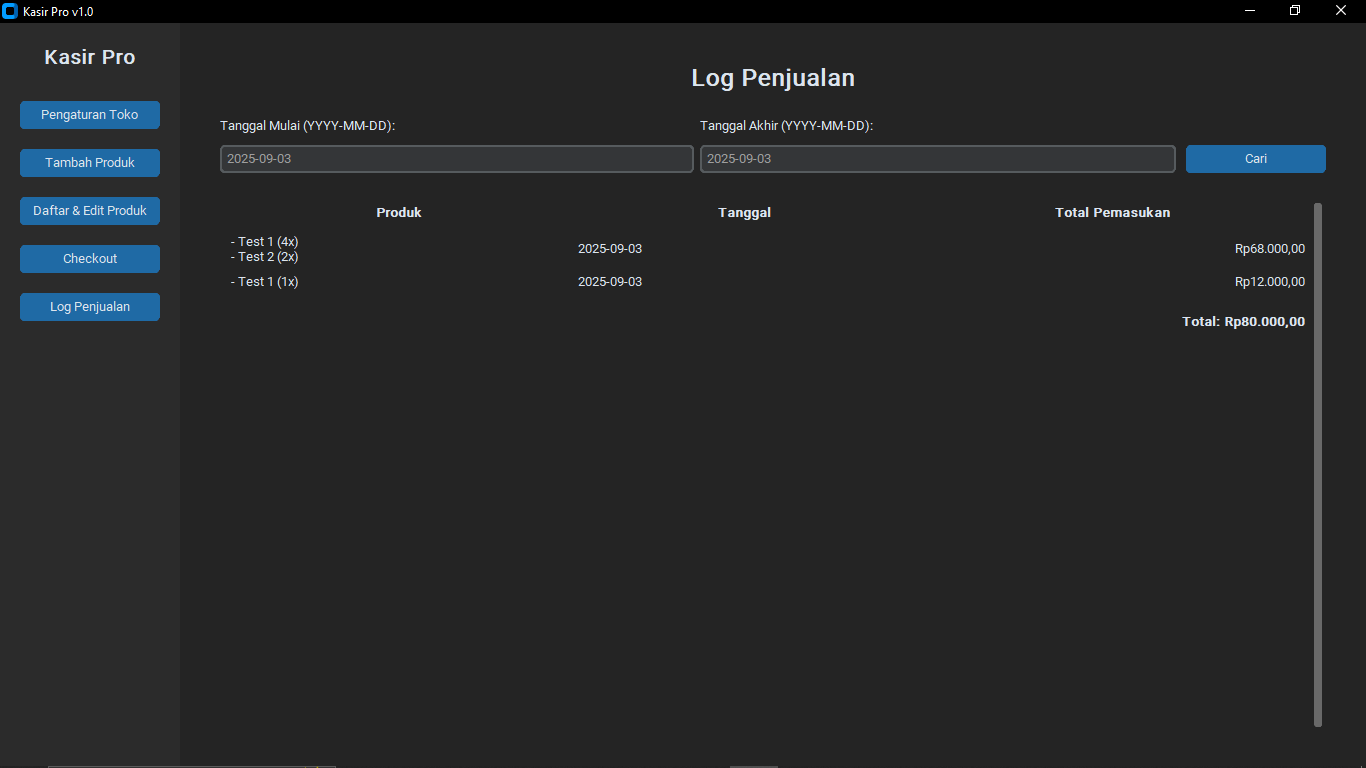 Kasir Pro v1.0
Kasir Pro
Pengaturan Toko
Tambah Produk
Daftar & Edit Produk
Checkout
Log Penjualan
Log Penjualan
Tanggal Mulai (YYYY-MM-DD): Tanggal Akhir (YYYY-MM-DD):
2025-09-03 2025-09-03 Cari
Produk Tanggal Total Pemasukan
- Test 1 (4x)
- Test 2 (2x)
2025-09-03 Rp68.000,00
- Test 1 (1x) 2025-09-03 Rp12.000,00
Total: Rp80.000,00